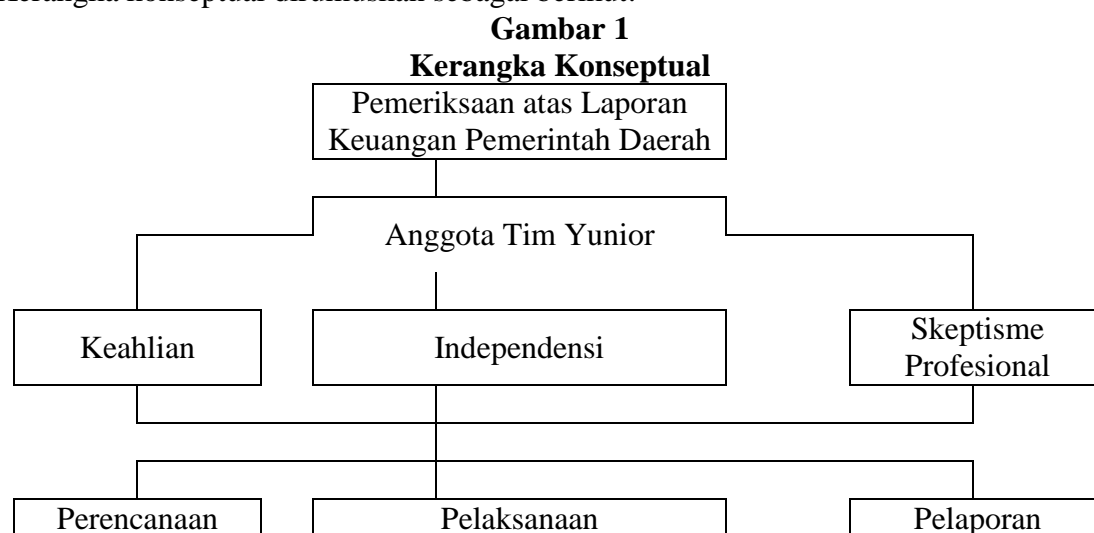 Kerangka konseptual dirumuskan sebagai berikut:
Gambar 1
Kerangka Konseptual
Pemeriksaan atas Laporan
Keuangan Pemerintah Daerah
Anggota Tim Yunior
Keahlian
Independensi
Skeptisme
Profesional
Perencanaan
Pelaksanaan
Pelaporan